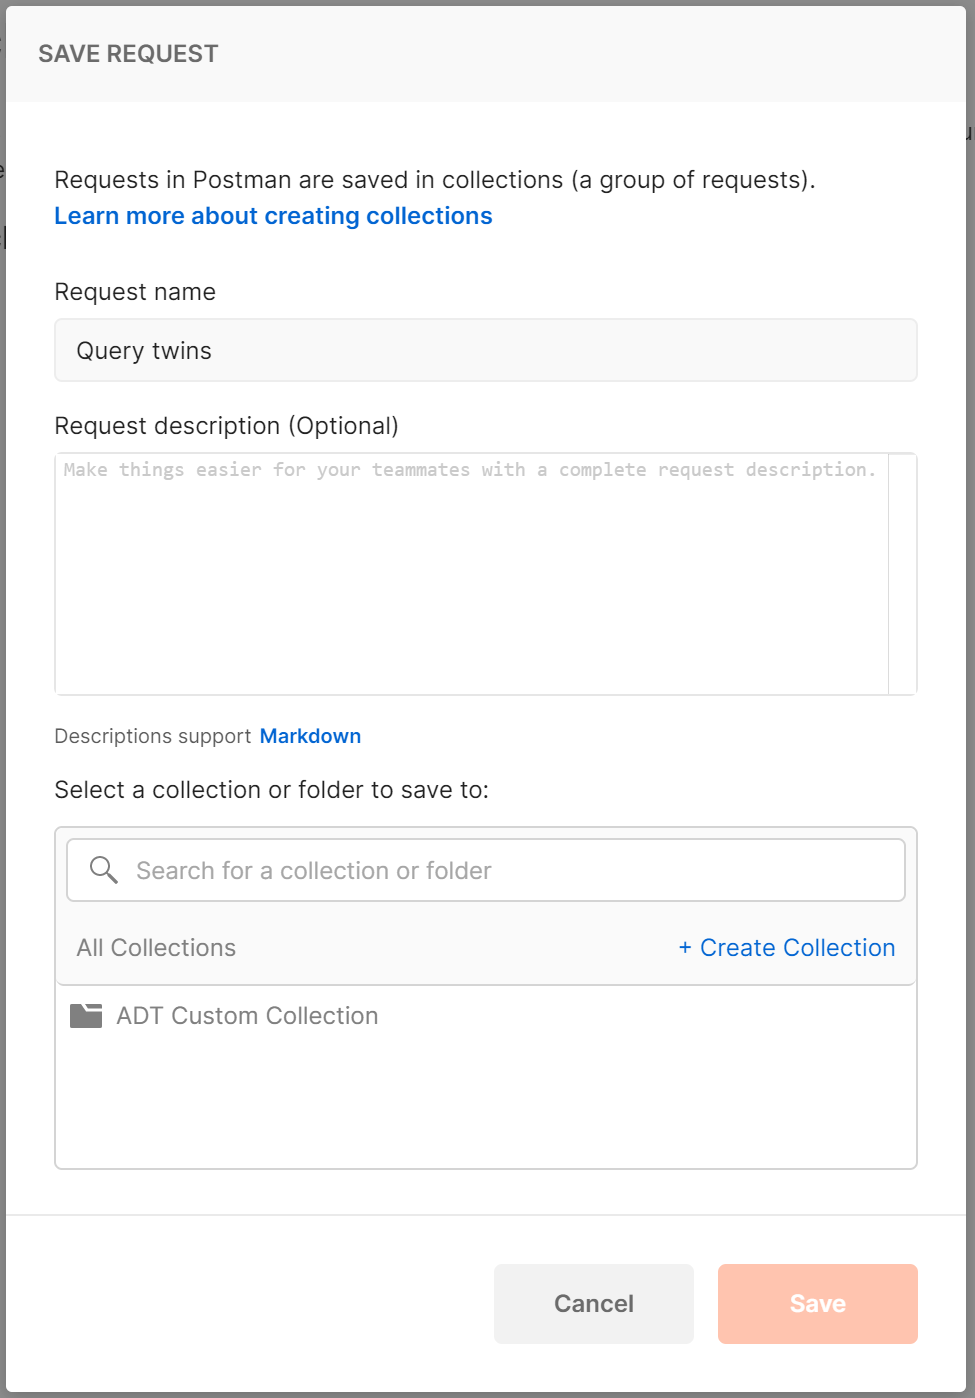 SAVE REQUEST
Requests in Postman are saved in collections (a group of requests).
Learn more about creating collections
Request name
Query twins
Request description (Optional)
Make things easier for your teammates with a complete request description.
Descriptions support Markdown
Select a collection or folder to save to:
Search for a collection or folder
All Collections
+ Create Collection
ADT Custom Collection
Cancel
Save